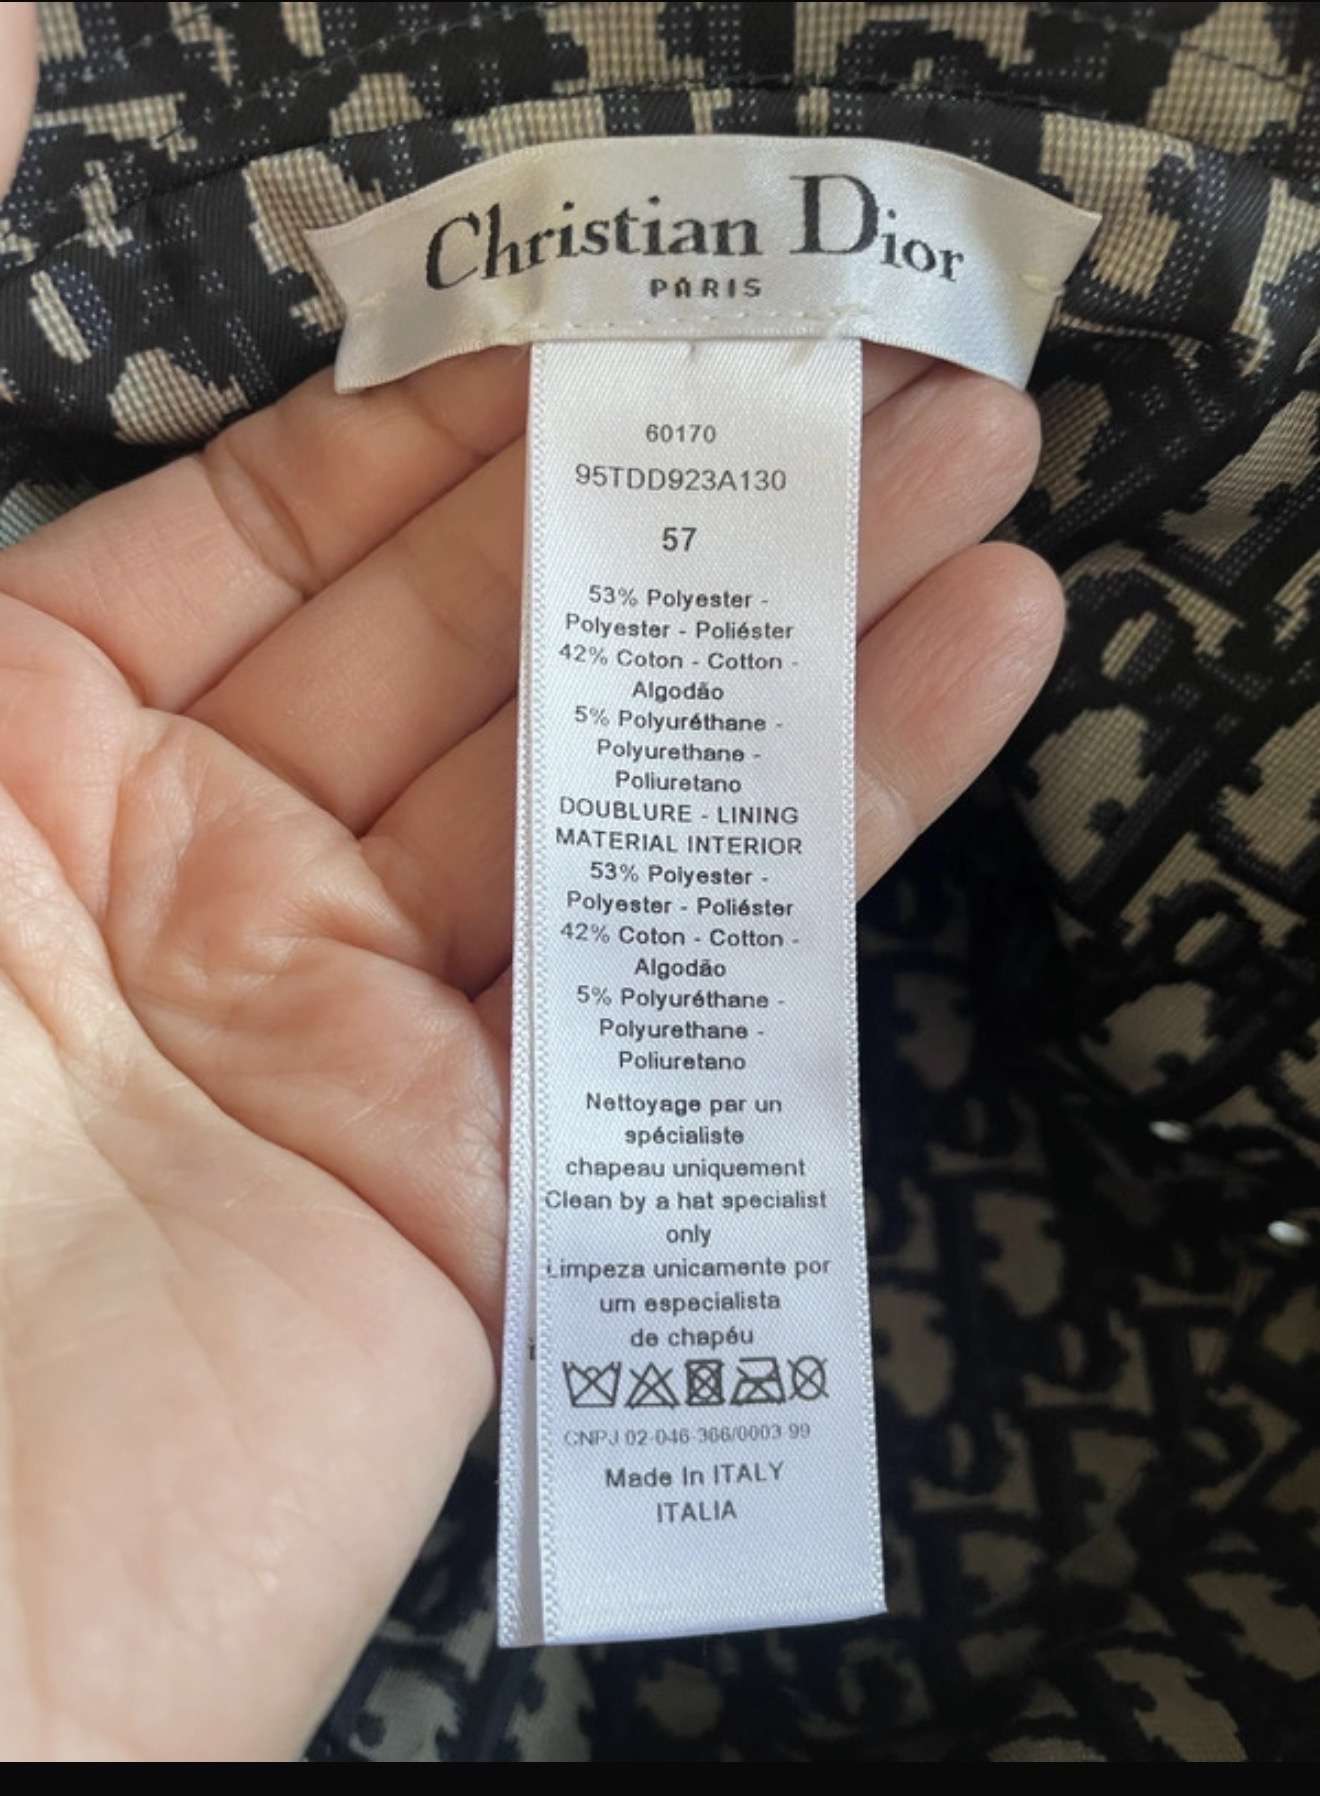 Christian Dior
PARIS
60170
95TDD923A130
57
53% Polyester -
Polyester - Poliéster
42% Coton - Cotton -
Algodão
5% Polyuréthane -
Polyurethane -
Poliuretano
DOUBLURE - LINING
MATERIAL INTERIOR
53% Polyester -
Polyester - Poliéster
42% Coton - Cotton -
Algodão
5% Polyuréthane -
Polyurethane -
Poliuretano
Nettoyage par un
spécialiste
chapeau uniquement
Clean by a hat specialist
only
Limpeza unicamente por
um especialista
de chapéu
CNPJ 02-046-366/0003-99
Made In ITALY
ITALIA